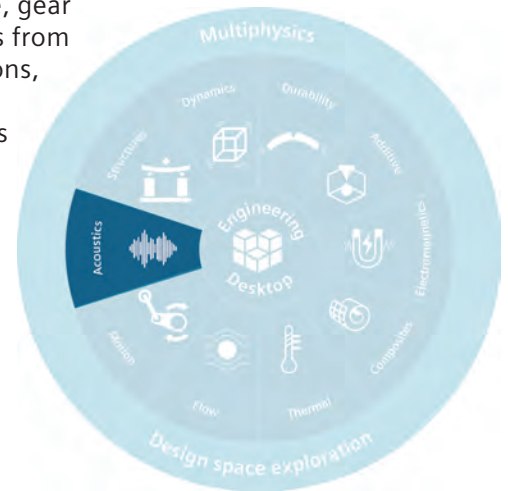 , gear
s from
ons,
s
Multiphysics
Dynamics
Durability
Structures
Additive
Acoustics
Engineering
Desktop
Electromagnetics
Motion
Composites
Flow
Thermal
Design space exploration